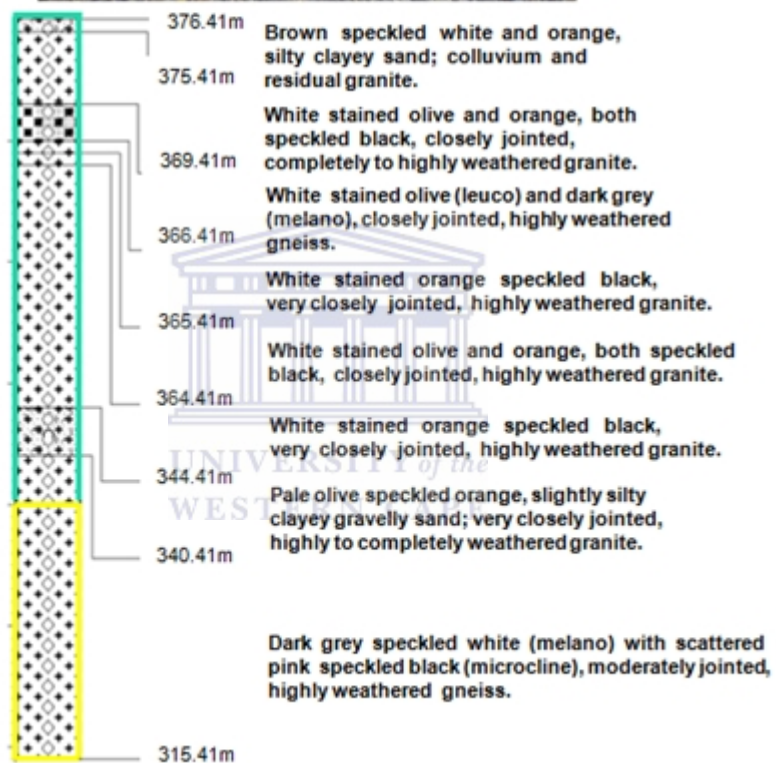 376.41m
Brown speckled white and orange,
silty clayey sand; colluvium and
residual granite.
375.41m
White stained olive and orange, both
speckled black, closely jointed,
completely to highly weathered granite.
369.41m
White stained olive (leuco) and dark grey
(melano), closely jointed, highly weathered
gneiss.
366.41m
White stained orange speckled black,
very closely jointed, highly weathered granite.
365.41m
White stained olive and orange, both speckled
black, closely jointed, highly weathered granite.
364.41m
White stained orange speckled black,
very closely jointed, highly weathered granite.
UNIVERSITY of the
344.41m
Pale olive speckled orange, slightly silty
clayey gravelly sand; very closely jointed,
highly to completely weathered granite.
WESTERN CAPE
340.41m
Dark grey speckled white (melano) with scattered
pink speckled black (microcline), moderately jointed,
highly weathered gneiss.
315.41m